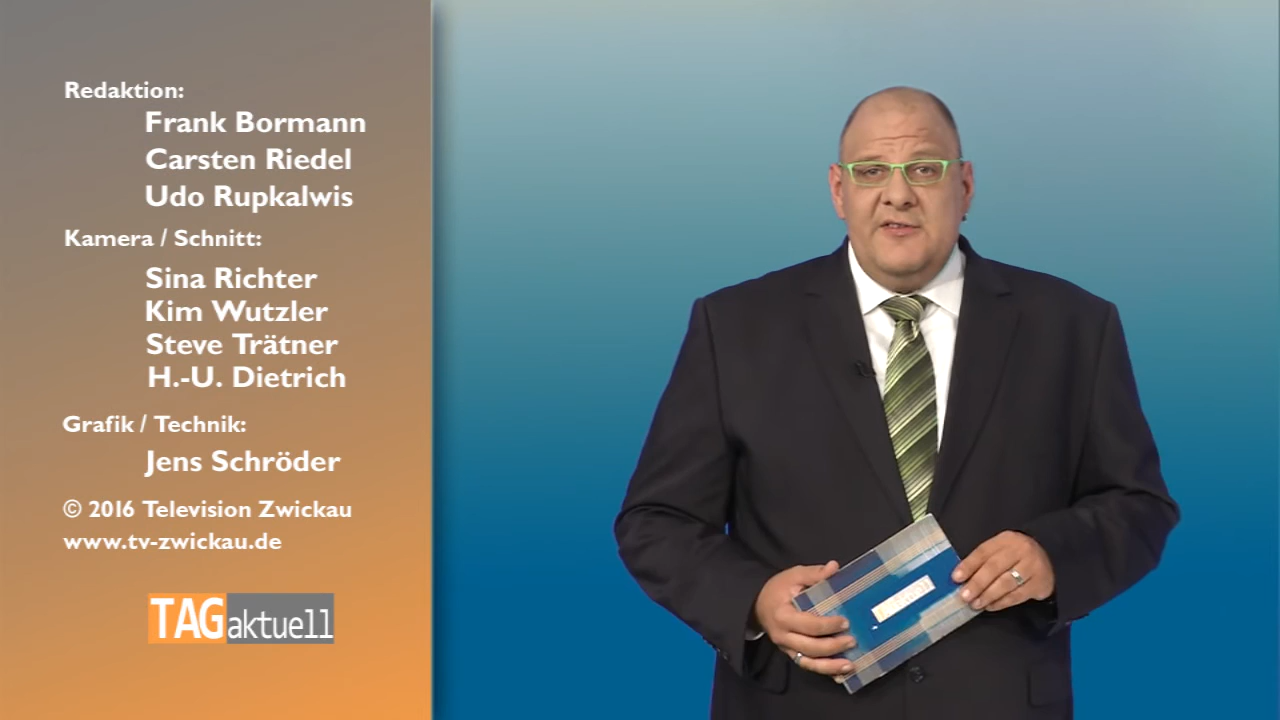 Redaktion:
Frank Bormann
Carsten Riedel
Udo Rupkalwis
Kamera / Schnitt:
Sina Richter
Kim Wutzler
Steve Trätner
H.-U. Dietrich
Grafik / Technik:
Jens Schröder
© 2016 Television Zwickau
www.tv-zwickau.de
TAGaktuell